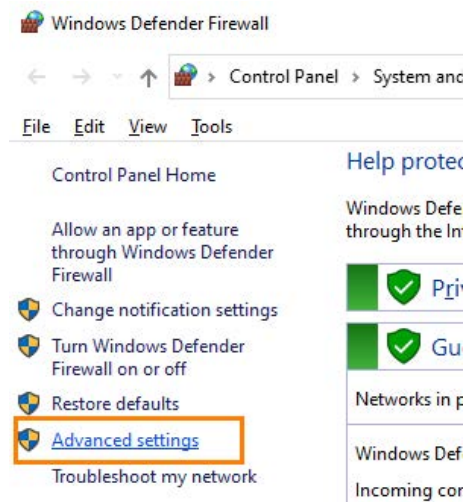 Windows Defender Firewall
Control Panel > System and
File Edit View Tools
Control Panel Home
Allow an app or feature
through Windows Defender
Firewall
Change notification settings
Turn Windows Defender
Firewall on or off
Restore defaults
Advanced settings
Troubleshoot my network
Help protec
Windows Defe
through the In
Priv
Gu
Networks in p
Windows Def
Incoming cor